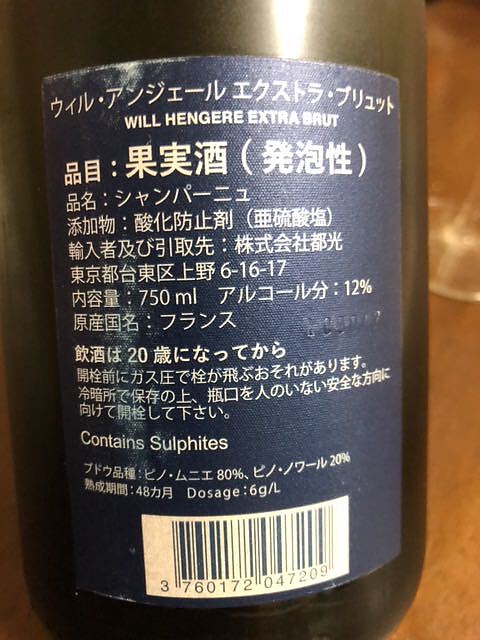 ウィル・アンジェール エクストラ・ブリュット
WILL HENGERE EXTRA BRUT
品目：果実酒（発泡性）
品名：シャンパーニュ
添加物：酸化防止剤（亜硫酸塩）
輸入者及び引取先：株式会社都光
東京都台東区上野 6-16-17
内容量：750 ml アルコール分：12%
原産国名：フランス
飲酒は 20 歳になってから
開栓前にガス圧で栓が飛ぶおそれがあります。
冷暗所で保存の上、瓶口を人のいない安全な方向に
向けて開栓して下さい。
Contains Sulphites
ブドウ品種：ピノ・ムニエ 80%、ピノ・ノワール 20%
熟成期間：48カ月 Dosage：6g/L
3 760172 047209